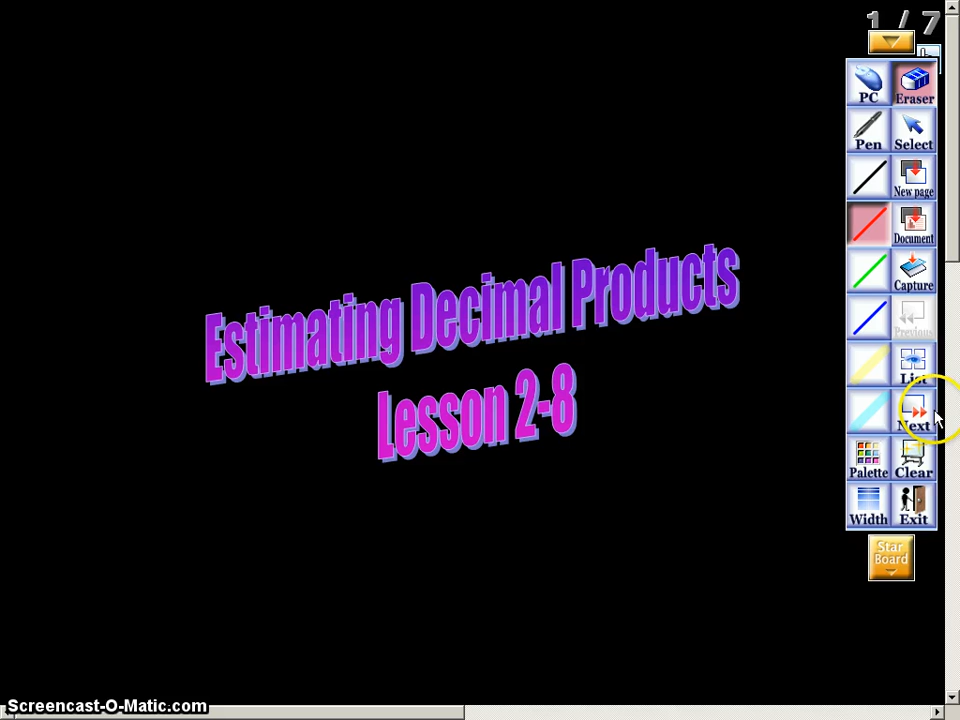 1 / 7
PC
Eraser
Pen
Select
New page
Document
Capture
Previous
List
Next
Palette
Clear
Width
Exit
Star
Board
Estimating Decimal Products
Lesson 2-8
Screencast-O-Matic.com